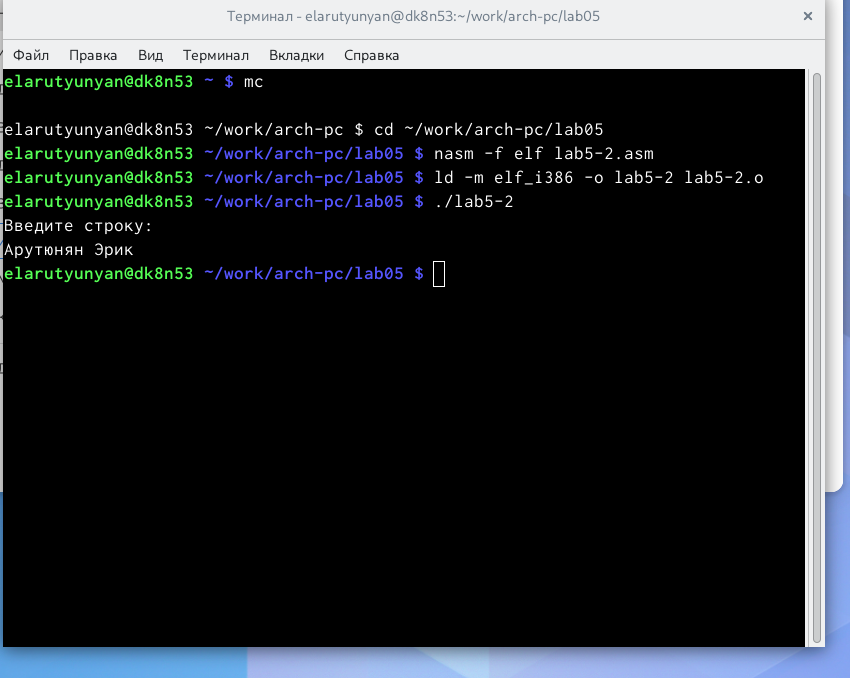 Терминал - elarutyunyan@dk8n53:~/work/arch-pc/lab05
Файл Правка Вид Терминал Вкладки Справка
elarutyunyan@dk8n53 ~ $ mc
elarutyunyan@dk8n53 ~/work/arch-pc $ cd ~/work/arch-pc/lab05
elarutyunyan@dk8n53 ~/work/arch-pc/lab05 $ nasm -f elf lab5-2.asm
elarutyunyan@dk8n53 ~/work/arch-pc/lab05 $ ld -m elf_i386 -o lab5-2 lab5-2.o
elarutyunyan@dk8n53 ~/work/arch-pc/lab05 $ ./lab5-2
Введите строку:
Арутюнян Эрик
elarutyunyan@dk8n53 ~/work/arch-pc/lab05 $